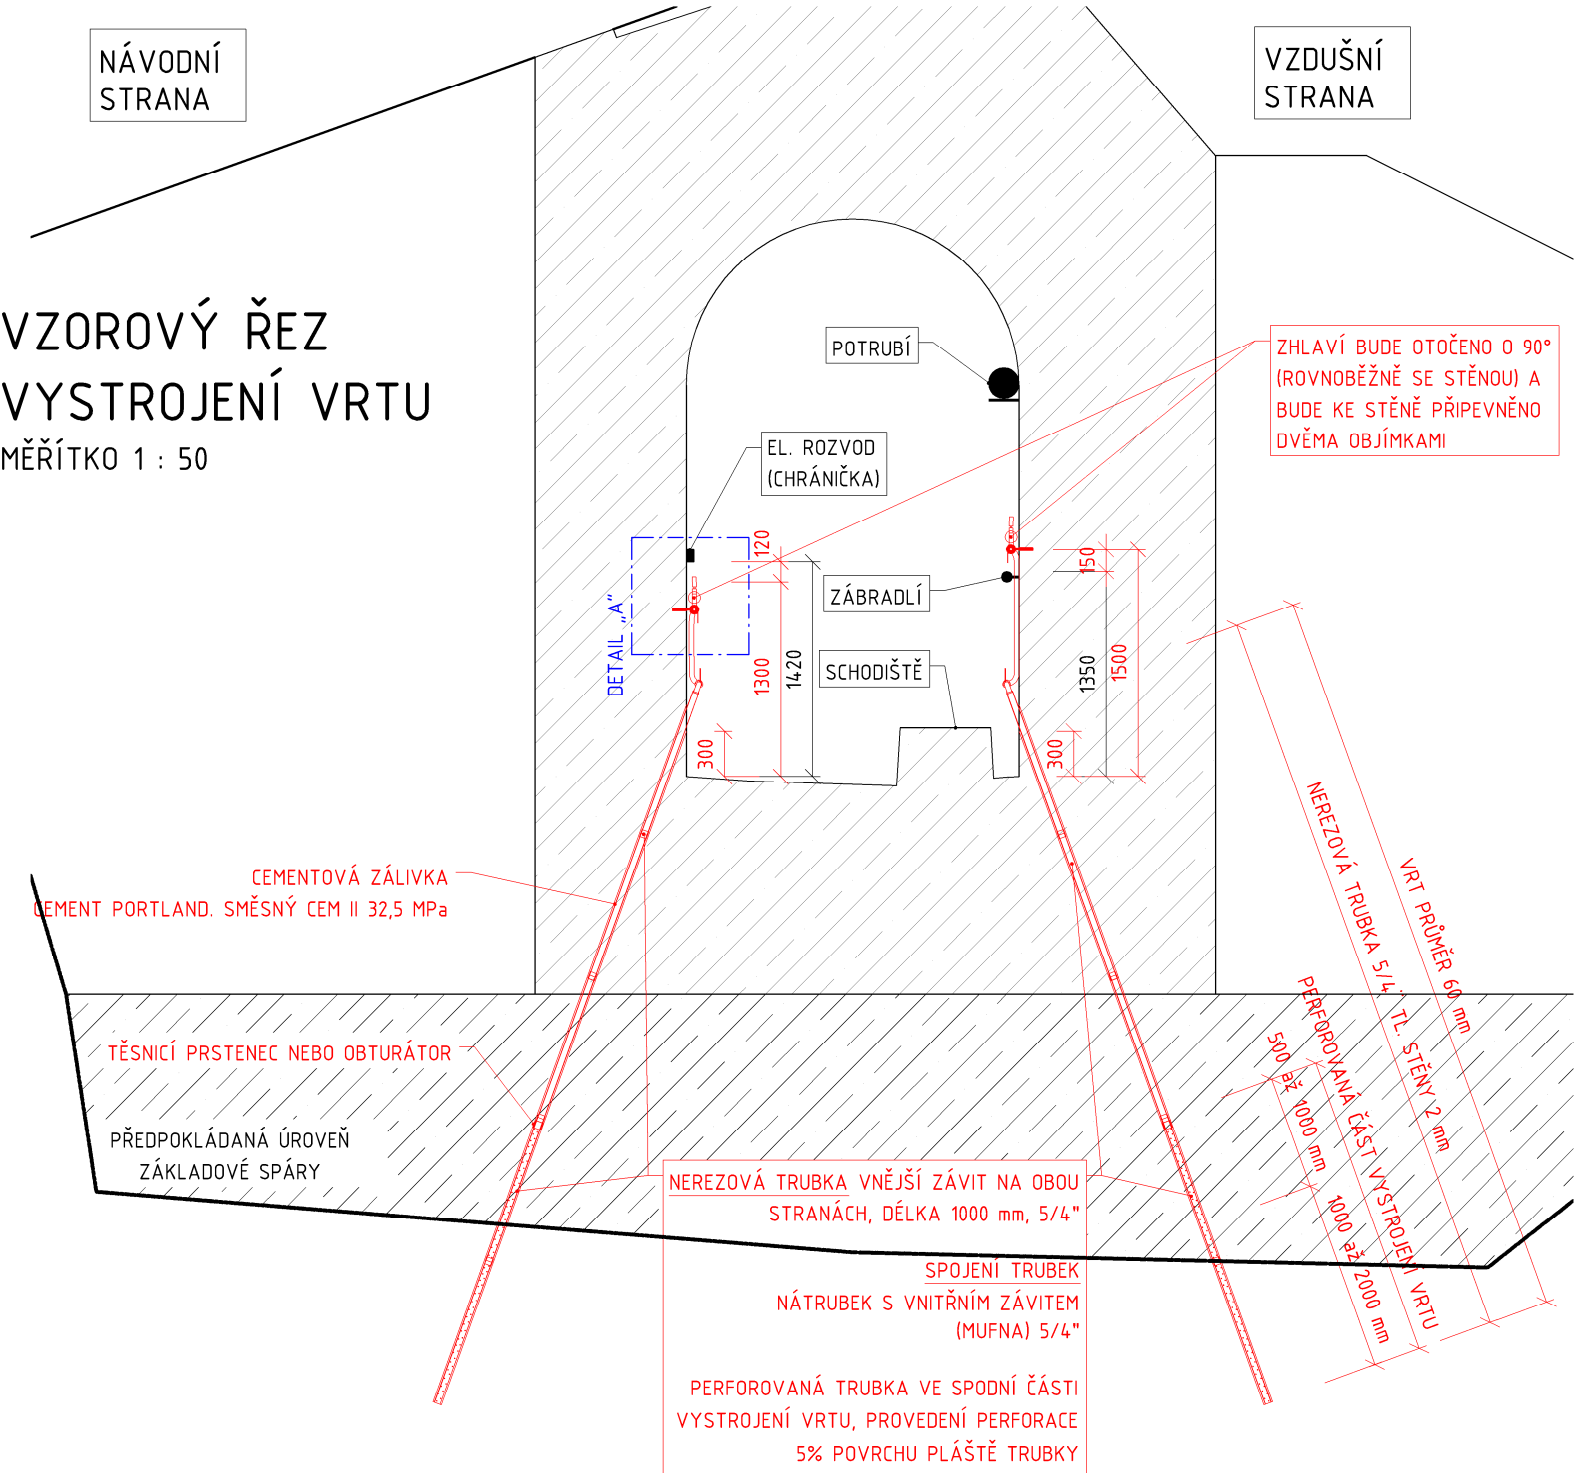 NÁVODNÍ
STRANA
VZDUŠNÍ
STRANA
VZOROVÝ ŘEZ
VYSTROJENÍ VRTU
MĚŘÍTKO 1 : 50
POTRUBÍ
ZHLAVÍ BUDE OTOČENO O 90°
(ROVNOBĚŽNĚ SE STĚNOU) A
BUDE KE STĚNĚ PŘIPEVNĚNO
DVĚMA OBJÍMKAMI
EL. ROZVOD
(CHRÁNIČKA)
DETAIL „A“
120
1300
1420
300
ZÁBRADLÍ
SCHODIŠTĚ
150
1350
1500
300
CEMENTOVÁ ZÁLIVKA
CEMENT PORTLAND. SMĚSNÝ CEM II 32,5 MPa
TĚSNICÍ PRSTENEC NEBO OBTURÁTOR
PŘEDPOKLÁDANÁ ÚROVEŇ
ZÁKLADOVÉ SPÁRY
VRT PRŮMĚR 60 mm
NEREZOVÁ TRUBKA 5/4", TL. STĚNY 2 mm
PERFOROVANÁ ČÁST VYSTROJENÍ VRTU
500 až 1000 mm
1000 až 2000 mm
NEREZOVÁ TRUBKA VNĚJŠÍ ZÁVIT NA OBOU
STRANÁCH, DÉLKA 1000 mm, 5/4"
SPOJENÍ TRUBEK
NÁTRUBEK S VNITŘNÍM ZÁVITEM
(MUFNA) 5/4"
PERFOROVANÁ TRUBKA VE SPODNÍ ČÁSTI
VYSTROJENÍ VRTU, PROVEDENÍ PERFORACE
5% POVRCHU PLÁŠTĚ TRUBKY